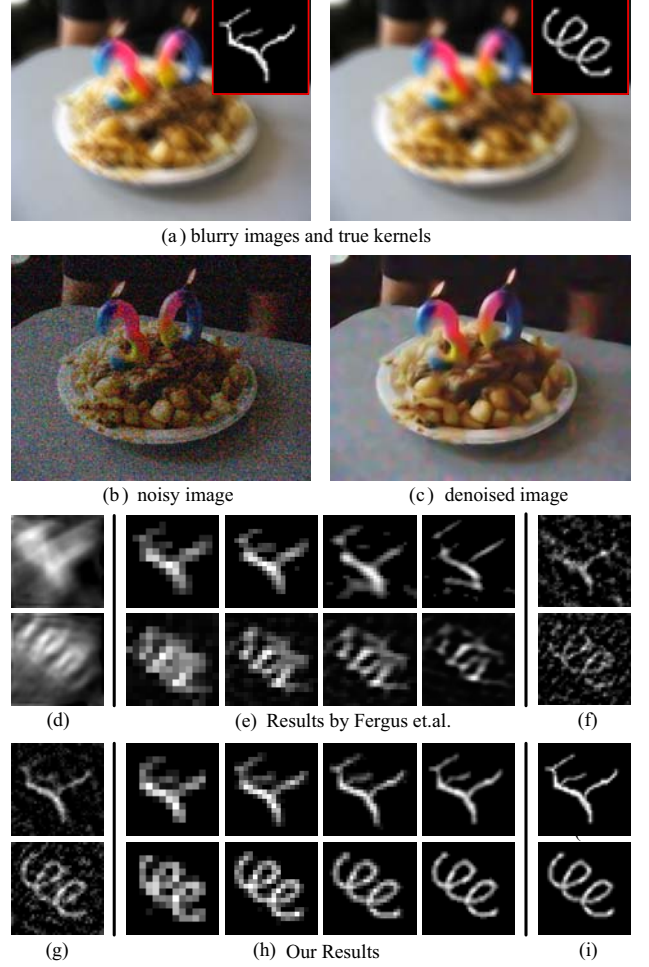 (a) blurry images and true kernels
(b) noisy image
(c) denoised image
(d)
(e) Results by Fergus et.al.
(f)
(g)
(h) Our Results
(i)